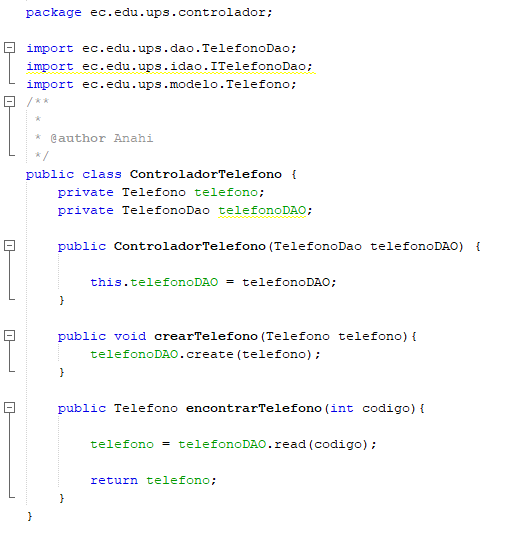 package ec.edu.ups.controlador;
import ec.edu.ups.dao.TelefonoDao;
import ec.edu.ups.idao.ITelefonoDao;
import ec.edu.ups.modelo.Telefono;
/**
 *
 * @author Anahi
 */
public class ControladorTelefono {
    private Telefono telefono;
    private TelefonoDao telefonoDAO;
    public ControladorTelefono(TelefonoDao telefonoDAO) {
        this.telefonoDAO = telefonoDAO;
    }
    public void crearTelefono(Telefono telefono){
        telefonoDAO.create(telefono);
    }
    public Telefono encontrarTelefono(int codigo){
        telefono = telefonoDAO.read(codigo);
        return telefono;
    }
}